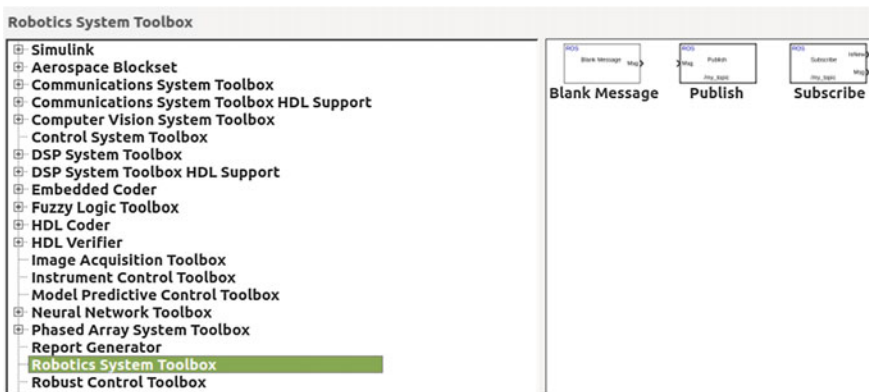 Robotics System Toolbox
Simulink
Aerospace Blockset
Communications System Toolbox
Communications System Toolbox HDL Support
Computer Vision System Toolbox
Control System Toolbox
DSP System Toolbox
DSP System Toolbox HDL Support
Embedded Coder
Fuzzy Logic Toolbox
HDL Coder
HDL Verifier
Image Acquisition Toolbox
Instrument Control Toolbox
Model Predictive Control Toolbox
Neural Network Toolbox
Phased Array System Toolbox
Report Generator
Robotics System Toolbox
Robust Control Toolbox
ROS
Blank Message Msg
Blank Message
ROS
Msg Publish
/my_topic
Publish
ROS
Subscribe IsNew
/my_topic Msg
Subscribe